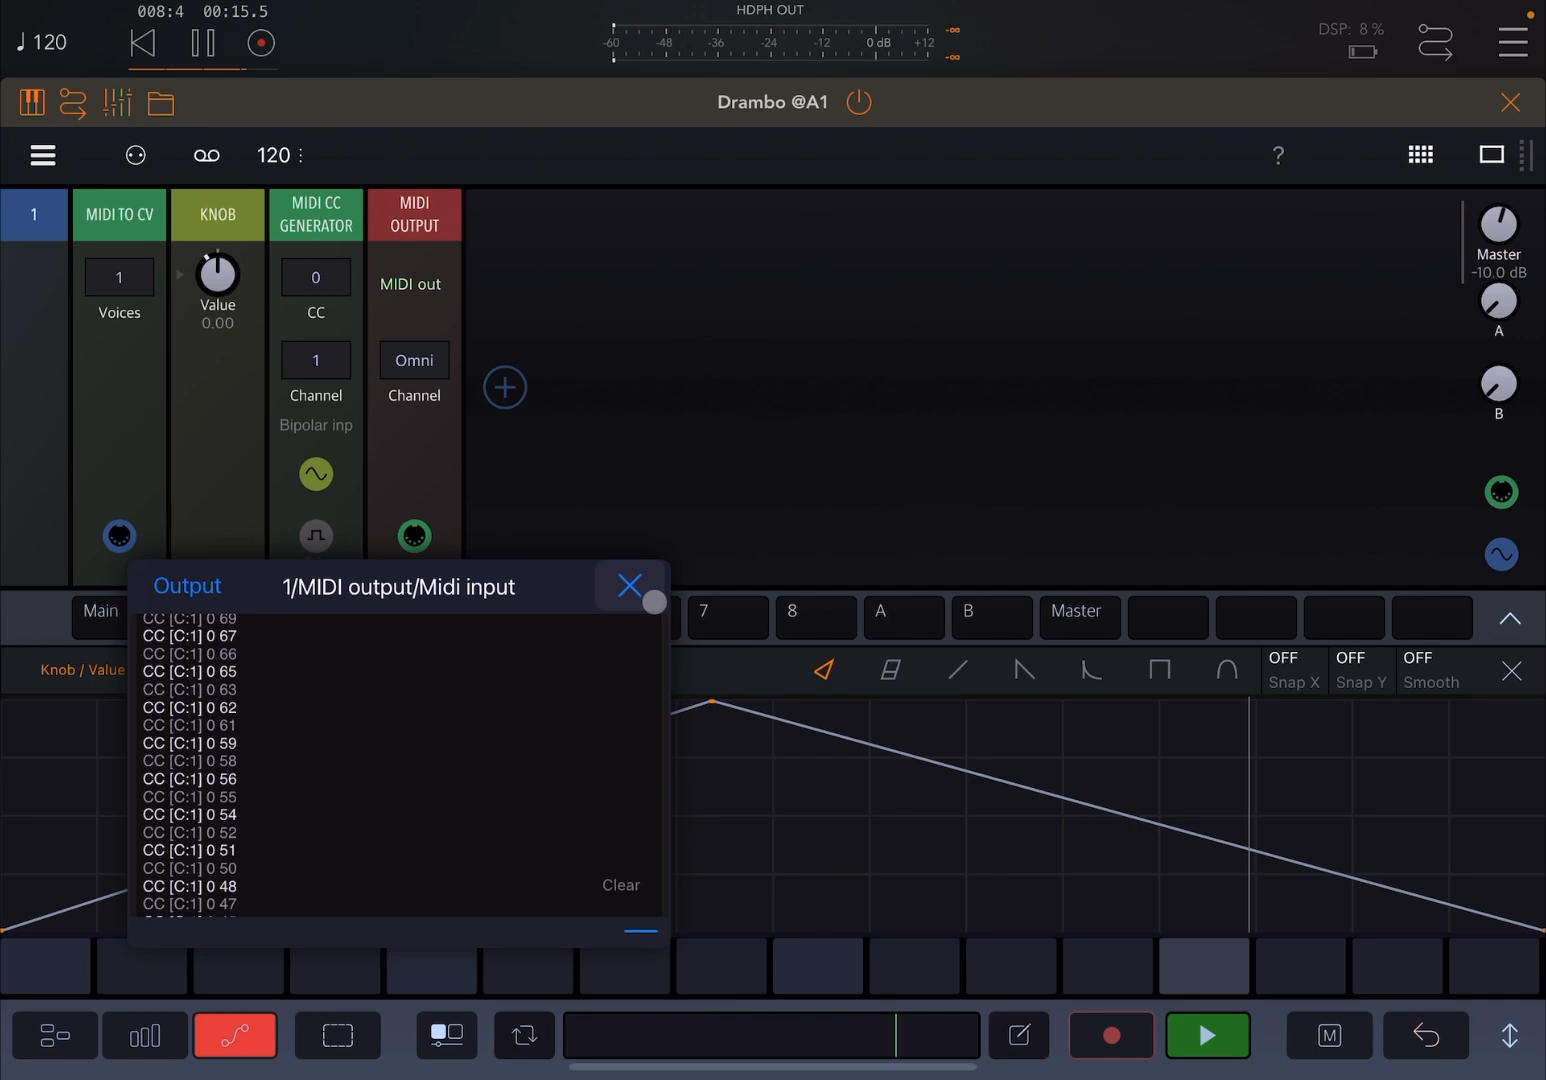 008:4 00:15.5
♩ 120
HDPH OUT
-60 -48 -36 -24 -12 0 dB +12
-∞
-∞
DSP: 8 %
Drambo @A1
120
?
1
MIDI TO CV
KNOB
MIDI CC
GENERATOR
MIDI
OUTPUT
1
Voices
Value
0.00
0
CC
1
Channel
Bipolar inp
MIDI out
Omni
Channel
Master
-10.0 dB
A
B
Output
1/MIDI output/Midi input
CC [C:1] 0 69
CC [C:1] 0 67
CC [C:1] 0 66
CC [C:1] 0 65
CC [C:1] 0 63
CC [C:1] 0 62
CC [C:1] 0 61
CC [C:1] 0 59
CC [C:1] 0 58
CC [C:1] 0 56
CC [C:1] 0 55
CC [C:1] 0 54
CC [C:1] 0 52
CC [C:1] 0 51
CC [C:1] 0 50
CC [C:1] 0 48
CC [C:1] 0 47
Clear
Main
7
8
A
B
Master
Knob / Value
OFF
Snap X
OFF
Snap Y
OFF
Smooth
M